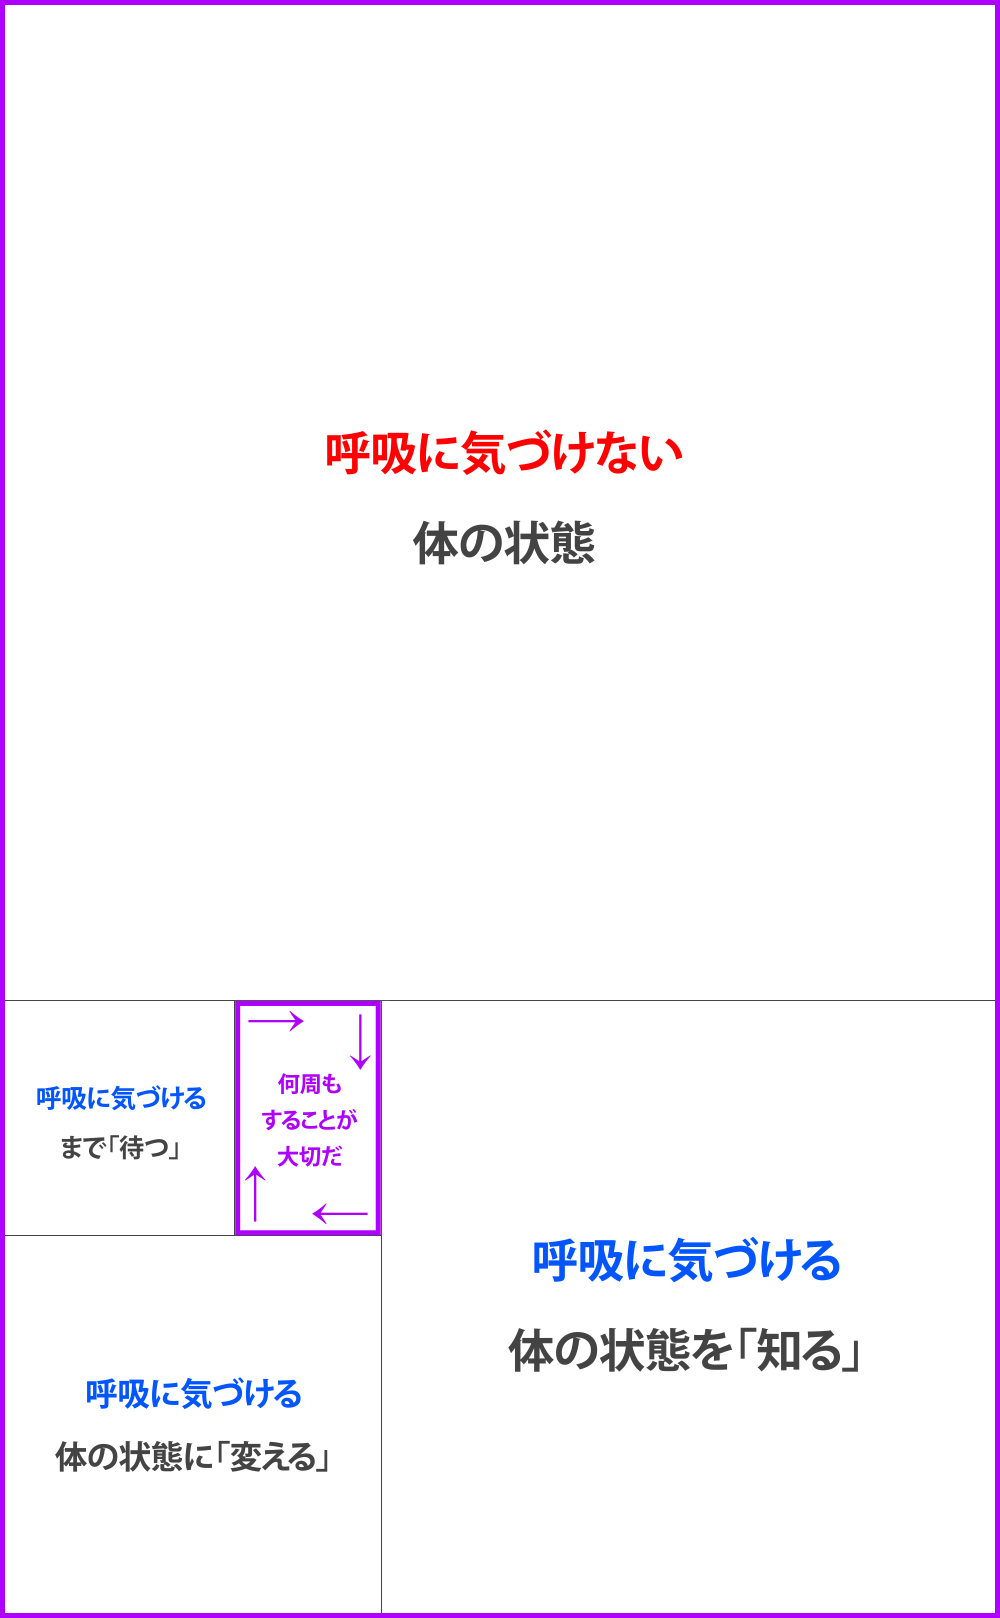 呼吸に気づけない
体の状態
呼吸に気づける
まで「待つ」
何周も
することが
大切だ
呼吸に気づける
体の状態を「知る」
呼吸に気づける
体の状態に「変える」